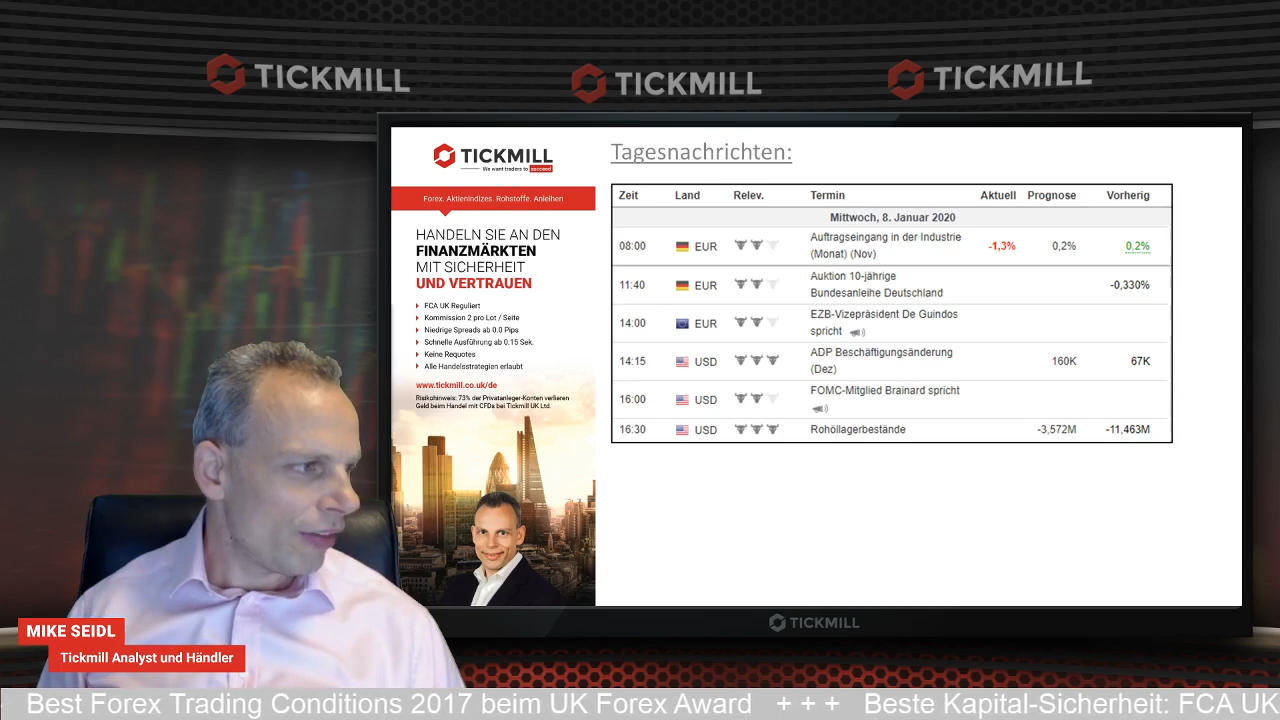 TICKMILL
TICKMILL
TICKMILL
TICKMILL
We want traders to succeed
Forex. Aktienindizes. Rohstoffe. Anleihen
HANDELN SIE AN DEN
FINANZMÄRKTEN
MIT SICHERHEIT
UND VERTRAUEN
FCA UK Reguliert
Kommission 2 pro Lot / Seite
Niedrige Spreads ab 0.0 Pips
Schnelle Ausführung ab 0.15 Sek.
Keine Requotes
Alle Handelsstrategien erlaubt
www.tickmill.co.uk/de
Risikohinweis: 73% der Privatanleger-Konten verlieren
Geld beim Handel mit CFDs bei Tickmill UK Ltd.
Tagesnachrichten:
Zeit Land Relev. Termin Aktuell Prognose Vorherig
Mittwoch, 8. Januar 2020
08:00 EUR Auftragseingang in der Industrie -1,3% 0,2% 0,2%
(Monat) (Nov)
11:40 EUR Auktion 10-jährige -0,330%
Bundesanleihe Deutschland
14:00 EUR EZB-Vizepräsident De Guindos
spricht
14:15 USD ADP Beschäftigungsänderung 160K 67K
(Dez)
16:00 USD FOMC-Mitglied Brainard spricht
16:30 USD Rohöllagerbestände -3,572M -11,463M
TICKMILL
MIKE SEIDL
Tickmill Analyst und Händler
Best Forex Trading Conditions 2017 beim UK Forex Award +++ Beste Kapital-Sicherheit: FCA UK